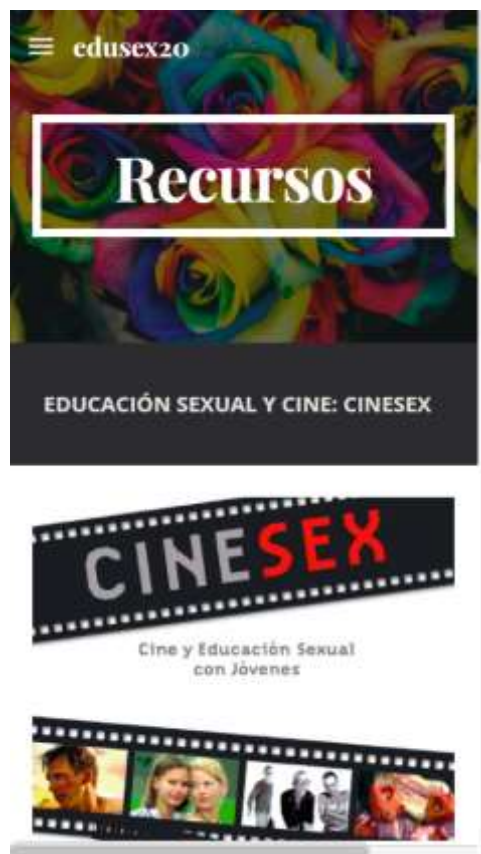 edusex20
Recursos
EDUCACIÓN SEXUAL Y CINE: CINESEX
CINESEX
Cine y Educación Sexual
con Jóvenes